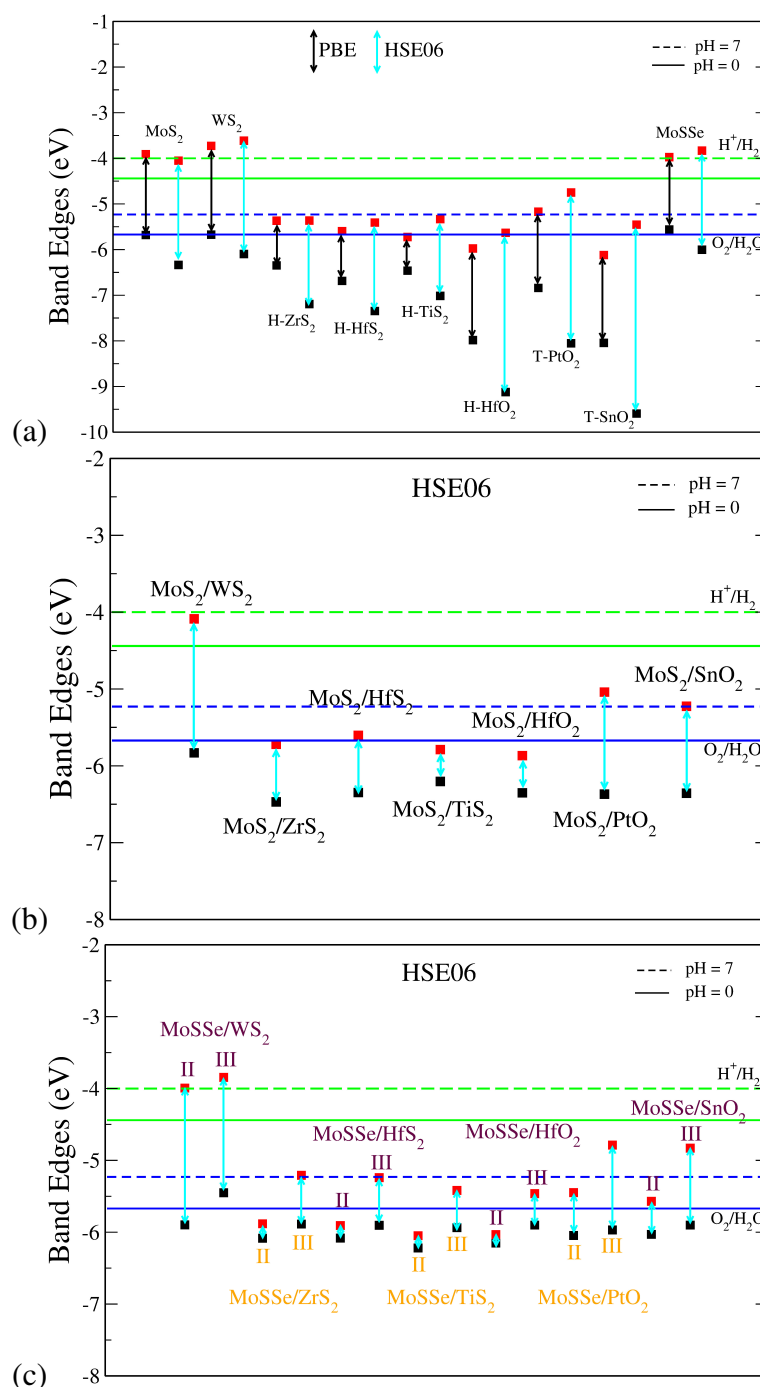 -1
-2
-3
-4
-5
-6
-7
-8
-9
-10
Band Edges (eV)
PBE
HSE06
pH = 7
pH = 0
MoS₂
WS₂
MoSSe
H⁺/H₂
O₂/H₂O
H-ZrS₂
H-HfS₂
H-TiS₂
H-HfO₂
T-PtO₂
T-SnO₂
(a)
-2
-3
-4
-5
-6
-7
-8
Band Edges (eV)
HSE06
pH = 7
pH = 0
MoS₂/WS₂
H⁺/H₂
MoS₂/HfS₂
MoS₂/HfO₂
MoS₂/SnO₂
O₂/H₂O
MoS₂/ZrS₂
MoS₂/TiS₂
MoS₂/PtO₂
(b)
-2
-3
-4
-5
-6
-7
-8
Band Edges (eV)
HSE06
pH = 7
pH = 0
MoSSe/WS₂
II
III
H⁺/H₂
MoSSe/HfS₂
MoSSe/HfO₂
MoSSe/SnO₂
II
III
II
III
II
III
O₂/H₂O
II
III
II
III
II
III
MoSSe/ZrS₂
MoSSe/TiS₂
MoSSe/PtO₂
(c)